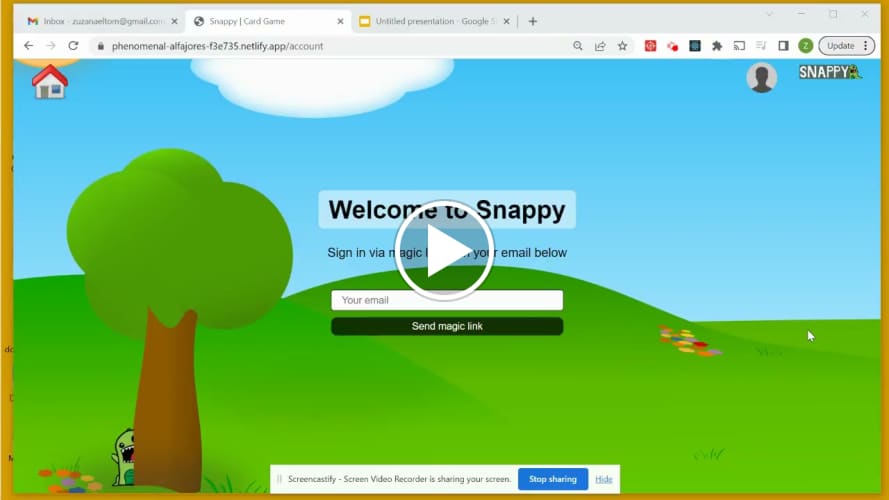 Inbox - zuzanaeltom@gmail.com
Snappy | Card Game
Untitled presentation - Google S
phenomenal-alfajores-f3e735.netlify.app/account
Z
Update
SNAPPY
Welcome to Snappy
Sign in via magic your email below
Your email
Send magic link
Screencastify - Screen Video Recorder is sharing your screen.
Stop sharing
Hide